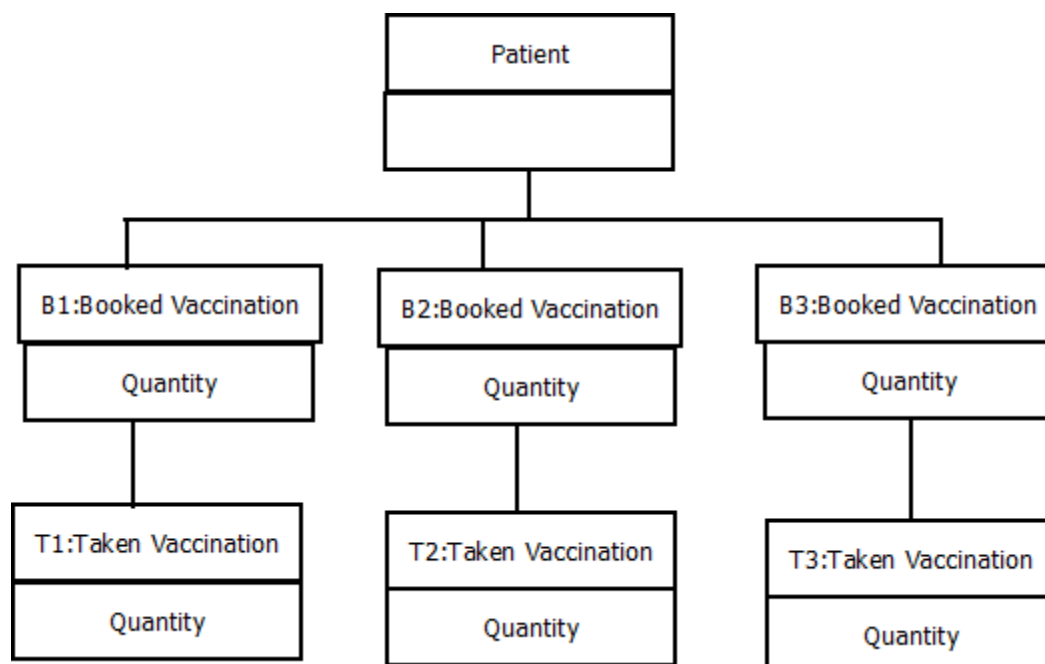 Patient
B1:Booked Vaccination
B2:Booked Vaccination
B3:Booked Vaccination
Quantity
Quantity
Quantity
T1:Taken Vaccination
T2:Taken Vaccination
T3:Taken Vaccination
Quantity
Quantity
Quantity